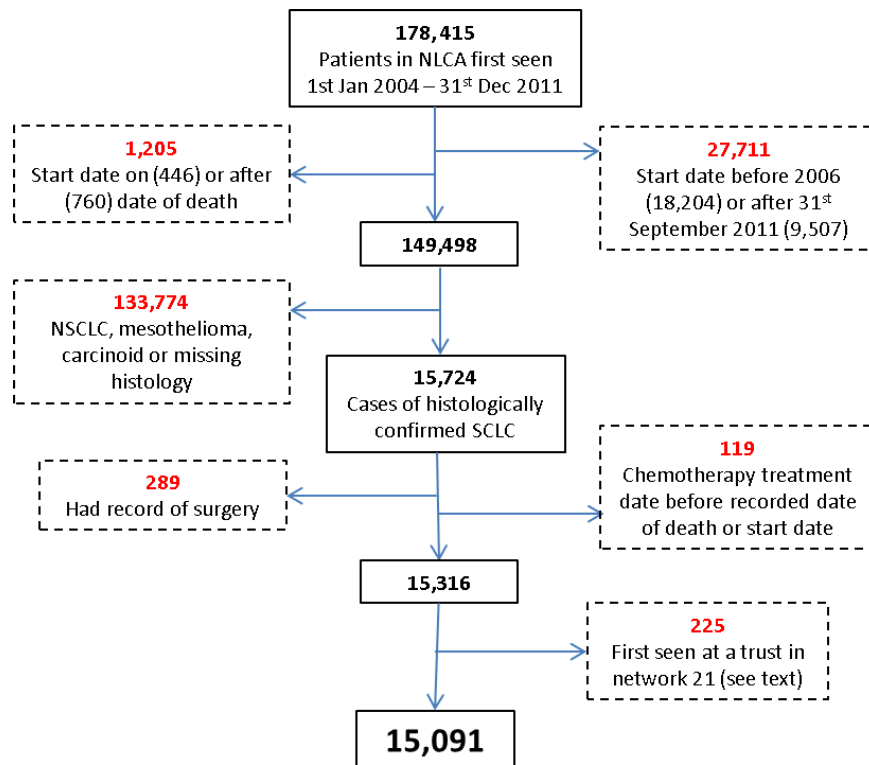 178,415
Patients in NLCA first seen
1st Jan 2004 – 31st Dec 2011
1,205
Start date on (446) or after
(760) date of death
27,711
Start date before 2006
(18,204) or after 31st
September 2011 (9,507)
149,498
133,774
NSCLC, mesothelioma,
carcinoid or missing
histology
15,724
Cases of histologically
confirmed SCLC
289
Had record of surgery
119
Chemotherapy treatment
date before recorded date
of death or start date
15,316
225
First seen at a trust in
network 21 (see text)
15,091